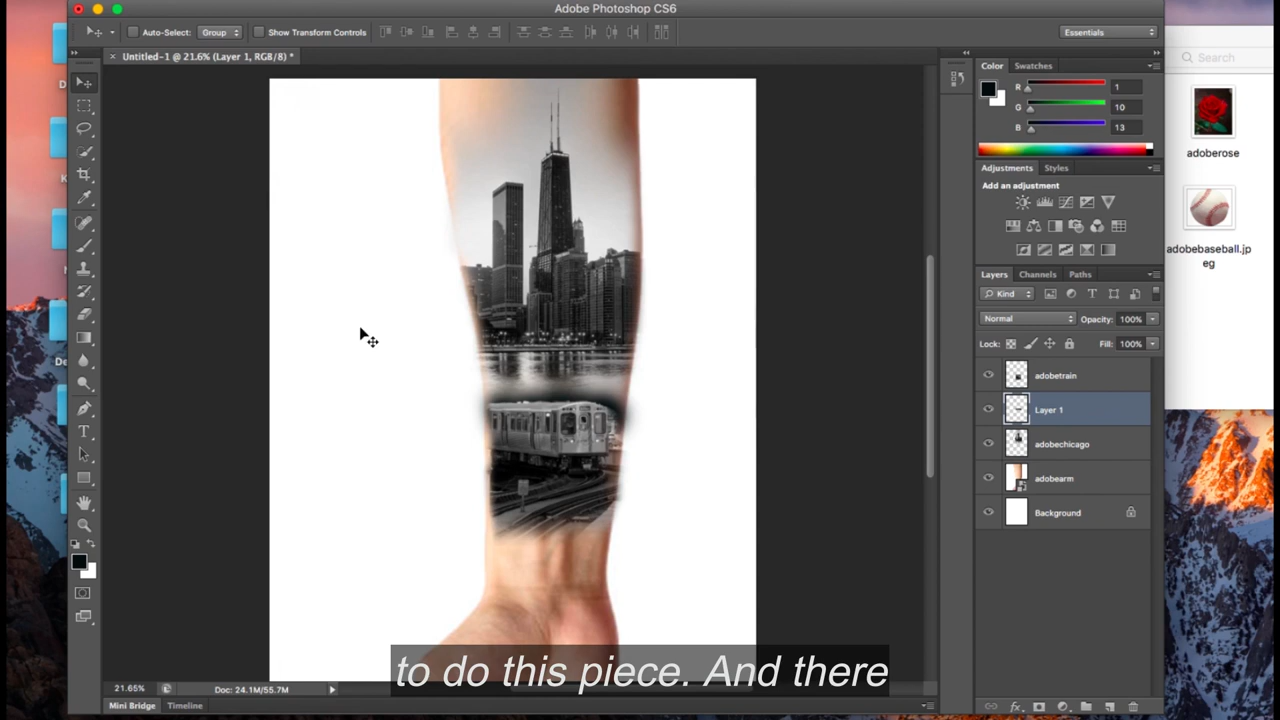 Adobe Photoshop CS6
Auto-Select: Group Show Transform Controls Essentials
× Untitled-1 @ 21.6% (Layer 1, RGB/8) *
Search
Color Swatches
R 1
G 10
B 13
adoberose
Adjustments Styles
Add an adjustment
adobebaseball.jp
eg
Layers Channels Paths
Kind
Normal Opacity: 100%
Lock: Fill: 100%
adobetrain
Layer 1
adobechicago
adobearm
Background
to do this piece. And there
21.65% Doc: 24.1M/55.7M
Mini Bridge Timeline